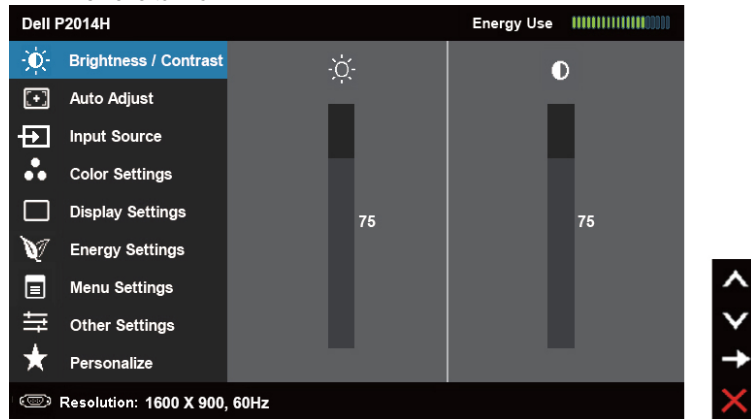 Dell P2014H Energy Use
Brightness / Contrast
Auto Adjust
Input Source
Color Settings
Display Settings
75 75
Energy Settings
Menu Settings
Other Settings
Personalize
Resolution: 1600 X 900, 60Hz